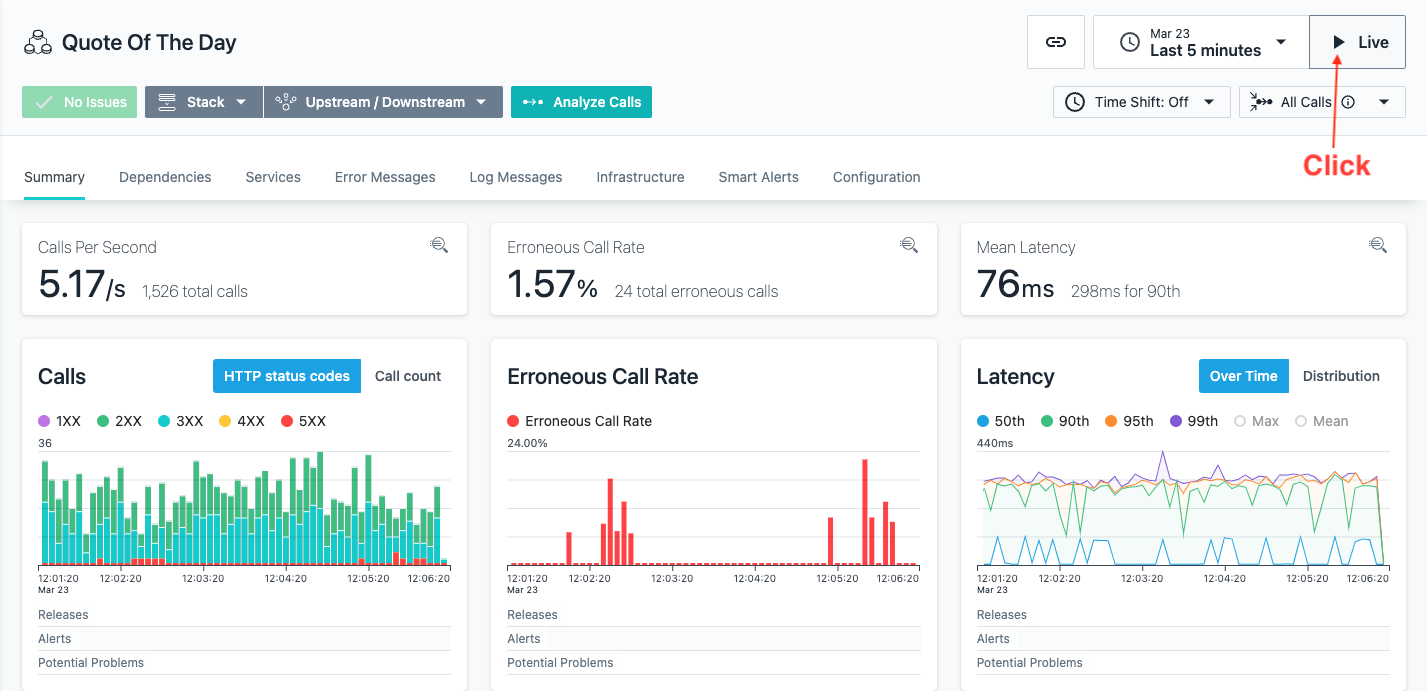 Quote Of The Day
Mar 23
Last 5 minutes
Live
No Issues
Stack
Upstream / Downstream
Analyze Calls
Time Shift: Off
All Calls
Click
Summary
Dependencies
Services
Error Messages
Log Messages
Infrastructure
Smart Alerts
Configuration
Calls Per Second
5.17/s 1,526 total calls
Erroneous Call Rate
1.57% 24 total erroneous calls
Mean Latency
76ms 298ms for 90th
Calls
HTTP status codes
Call count
1XX 2XX 3XX 4XX 5XX
36
12:01:20 12:02:20 12:03:20 12:04:20 12:05:20 12:06:20
Mar 23
Releases
Alerts
Potential Problems
Erroneous Call Rate
Erroneous Call Rate
24.00%
12:01:20 12:02:20 12:03:20 12:04:20 12:05:20 12:06:20
Mar 23
Releases
Alerts
Potential Problems
Latency
Over Time
Distribution
50th 90th 95th 99th Max Mean
440ms
12:01:20 12:02:20 12:03:20 12:04:20 12:05:20 12:06:20
Mar 23
Releases
Alerts
Potential Problems